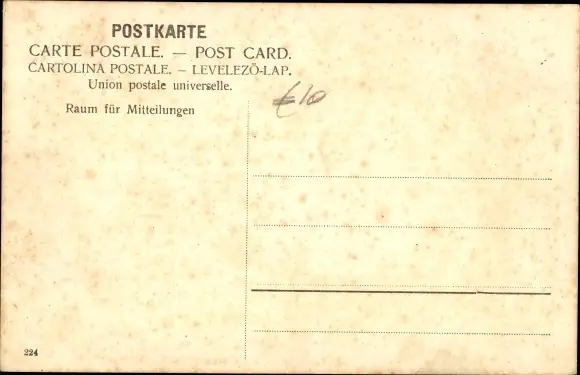 POSTKARTE
CARTE POSTALE. — POST CARD.
CARTOLINA POSTALE. – LEVELEZŐ-LAP.
Union postale universelle.
Raum für Mitteilungen
€10
224